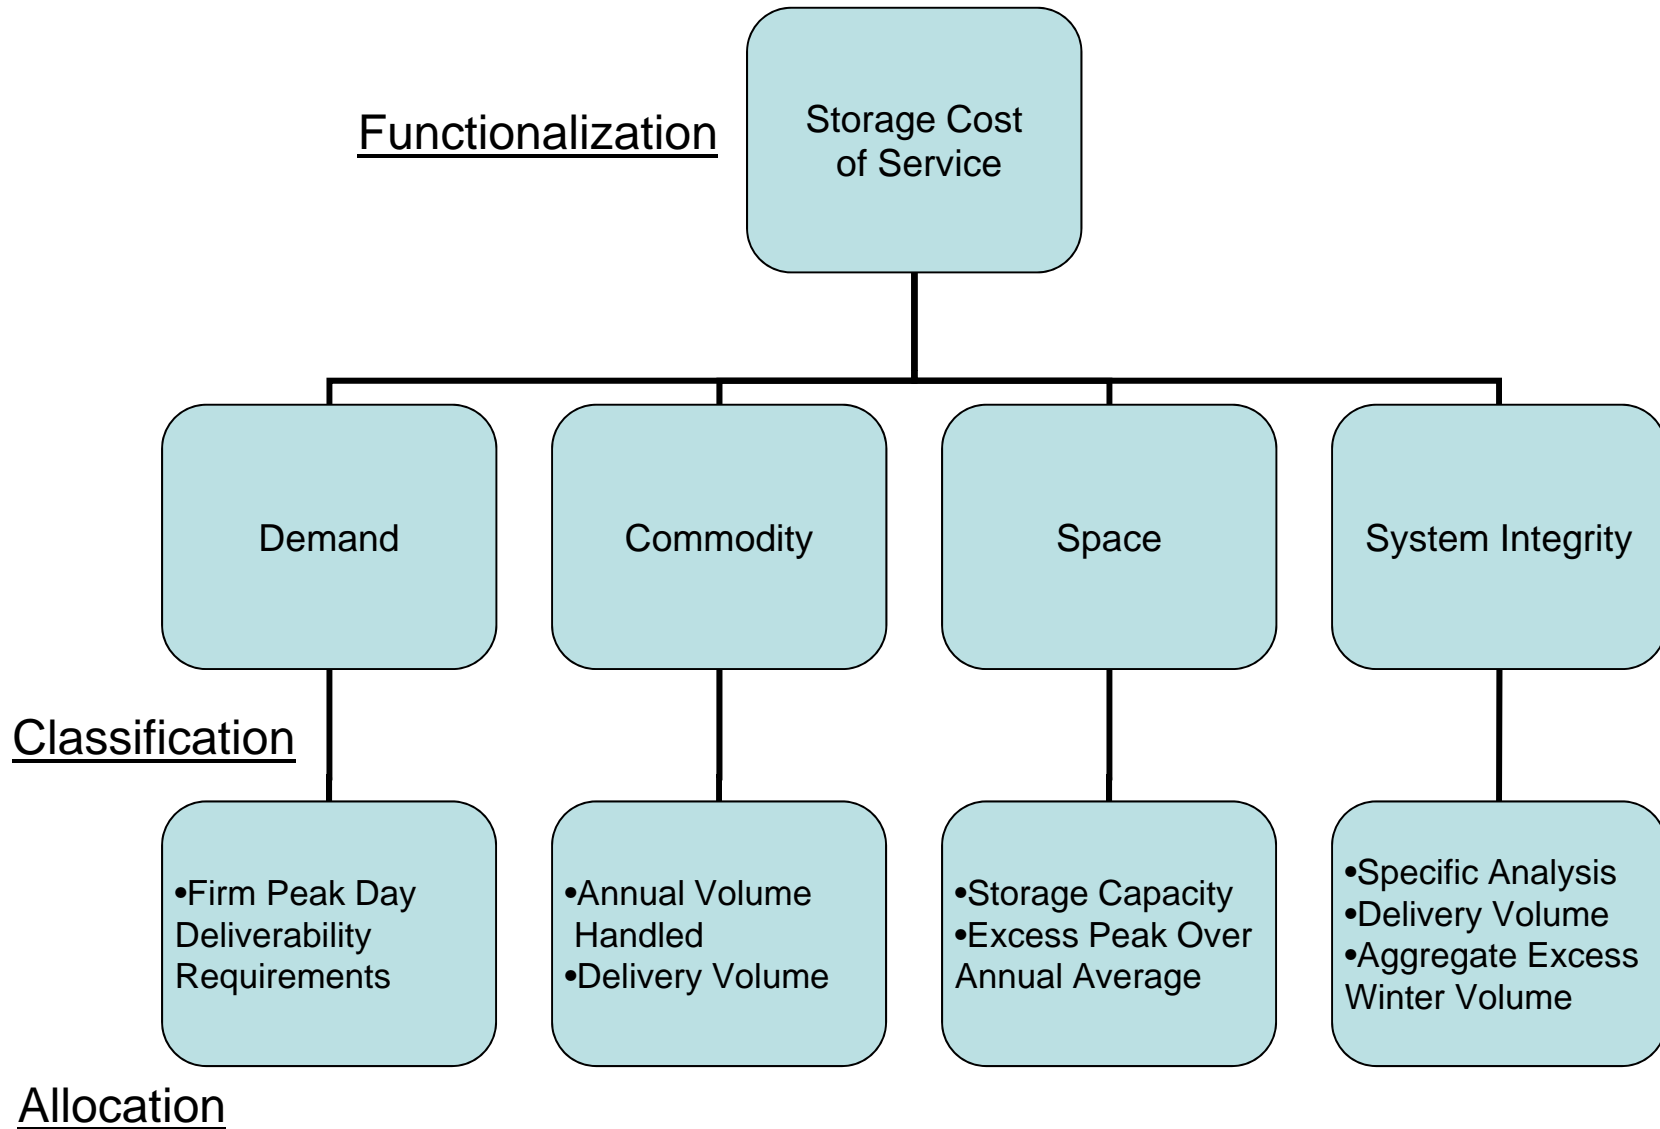 Functionalization
Storage Cost
of Service
Demand
Commodity
Space
System Integrity
Classification
•Firm Peak Day
Deliverability
Requirements
•Annual Volume
Handled
•Delivery Volume
•Storage Capacity
•Excess Peak Over
Annual Average
•Specific Analysis
•Delivery Volume
•Aggregate Excess
Winter Volume
Allocation